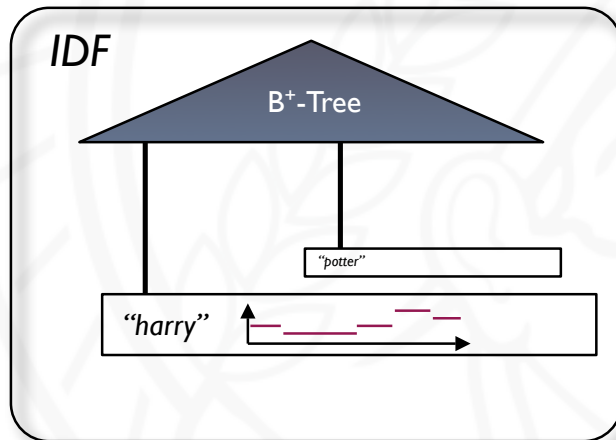 IDF
B⁺-Tree
“potter”
“harry”